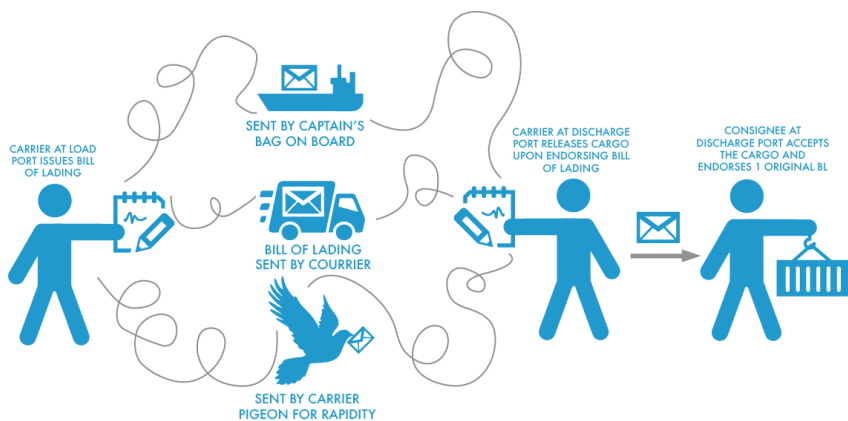 CARRIER AT LOAD
PORT ISSUES BILL
OF LADING
SENT BY CAPTAIN'S
BAG ON BOARD
BILL OF LADING
SENT BY COURRIER
SENT BY CARRIER
PIGEON FOR RAPIDITY
CARRIER AT DISCHARGE
PORT RELEASES CARGO
UPON ENDORSING BILL
OF LADING
CONSIGNEE AT
DISCHARGE PORT ACCEPTS
THE CARGO AND
ENDORSES 1 ORIGINAL BL